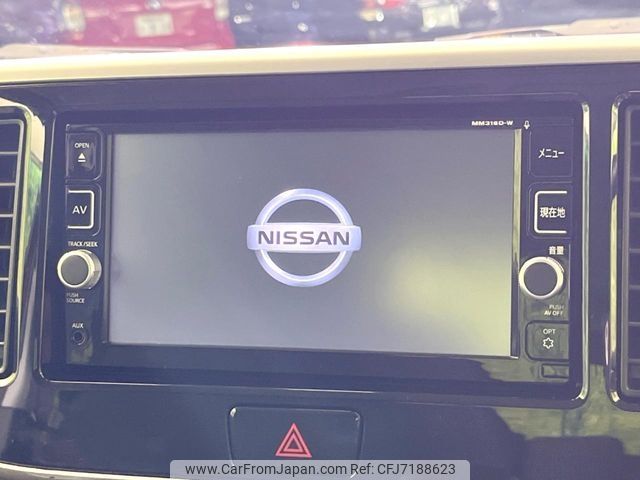 MM316D-W
OPEN
メニュー
AV
現在地
NISSAN
TRACK/SEEK
音量
PUSH
SOURCE
PUSH
AV OFF
AUX
OPT
www.CarFromJapan.com | ID: CFJ7188623